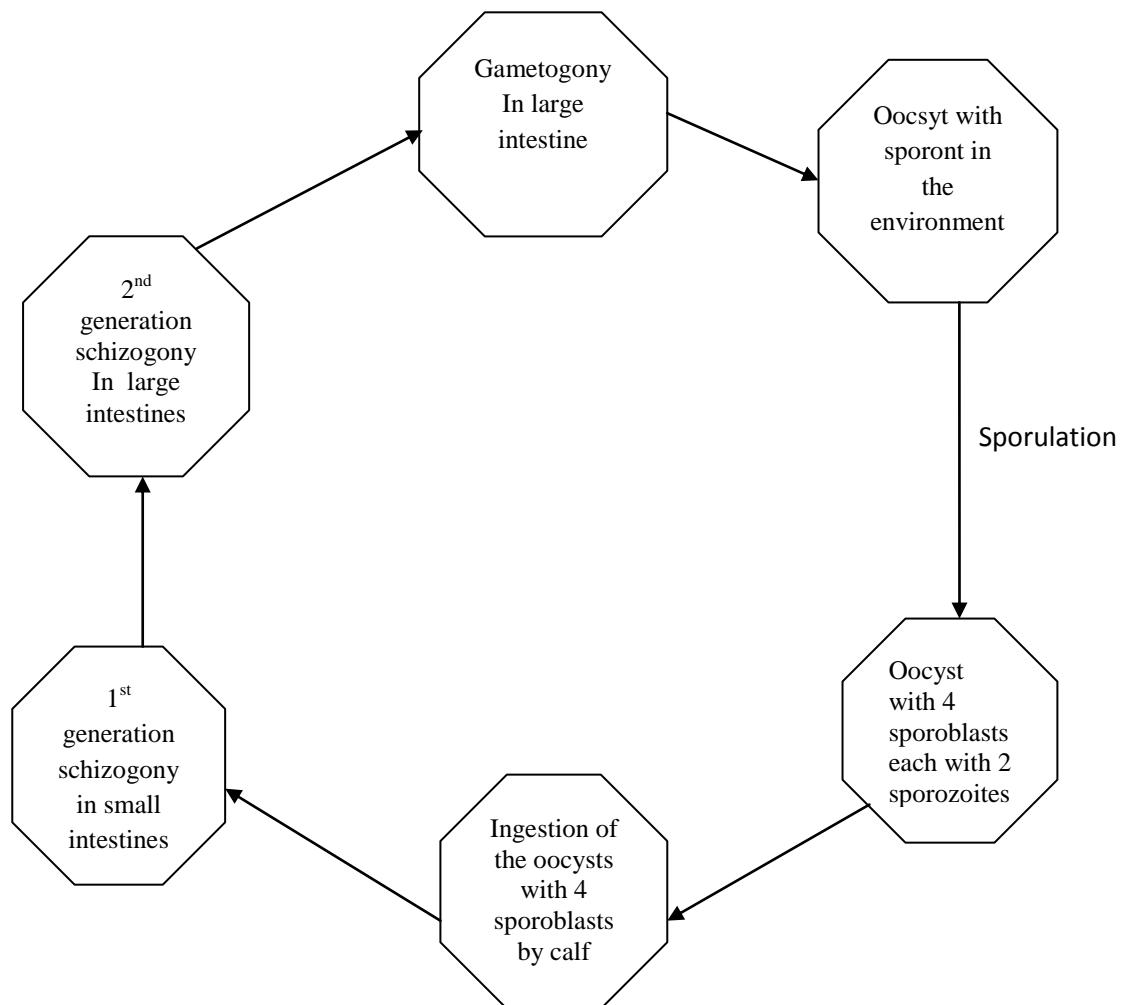 Gametogony
In large
intestine
Oocsyt with
sporont in
the
environment
Sporulation
Oocyst
with 4
sporoblasts
each with 2
sporozoites
Ingestion of
the oocysts
with 4
sporoblasts
by calf
1st
generation
schizogony
in small
intestines
2nd
generation
schizogony
In large
intestines